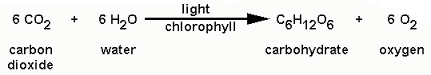 light
6 CO₂ + 6 H₂O chlorophyll C₆H₁₂O₆ + 6 O₂
carbon water carbohydrate oxygen
dioxide